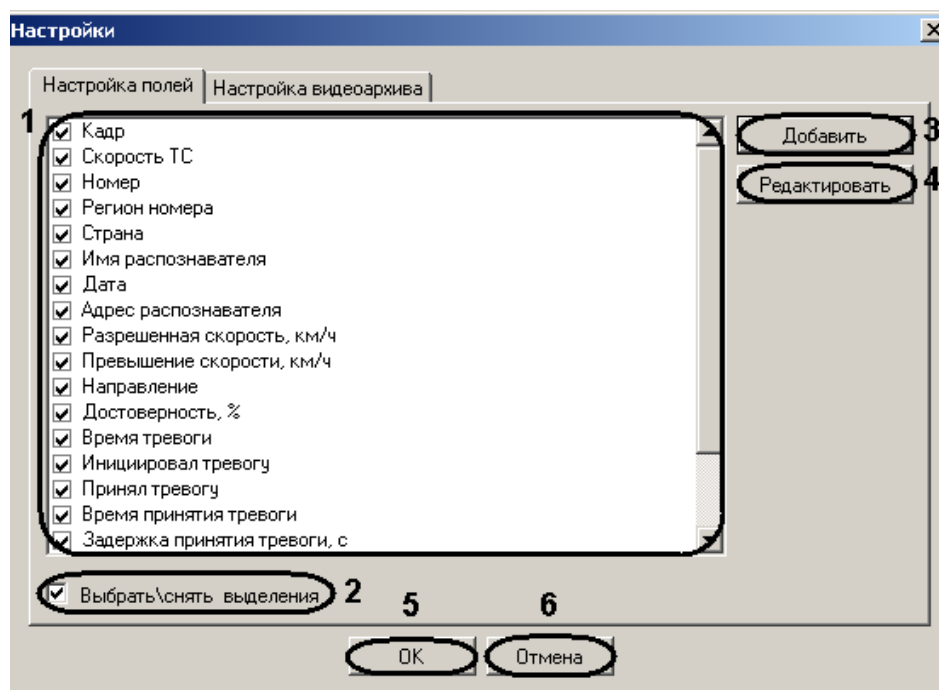 Настройки
Настройка полей
Настройка видеоархива
1
Кадр
Скорость ТС
Номер
Регион номера
Страна
Имя распознавателя
Дата
Адрес распознавателя
Разрешенная скорость, км/ч
Превышение скорости, км/ч
Направление
Достоверность, %
Время тревоги
Инициировал тревогу
Принял тревогу
Время принятия тревоги
Задержка принятия тревоги, с
Добавить 3
Редактировать 4
Выбрать\снять выделения 2
5 6
ОК Отмена